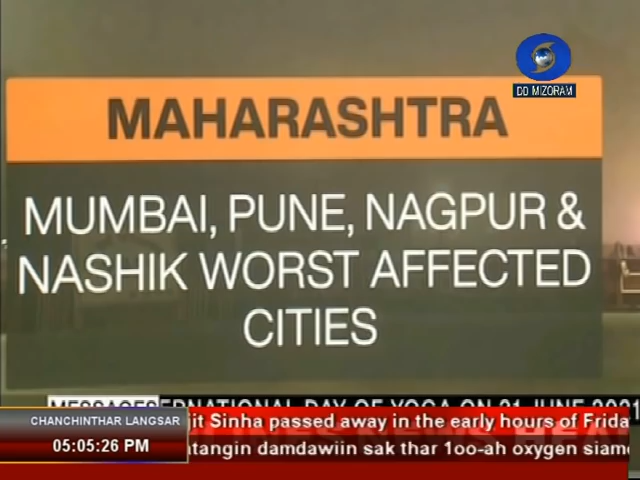 DD MIZORAM
MAHARASHTRA
MUMBAI, PUNE, NAGPUR &
NASHIK WORST AFFECTED
CITIES
MESSAGES ERNATIONAL DAY OF YOGA ON 21 JUNE 2021
CHANCHINTHAR LANGSAR
it Sinha passed away in the early hours of Frida
05:05:26 PM
atangin damdawiin sak thar 1oo-ah oxygen siam